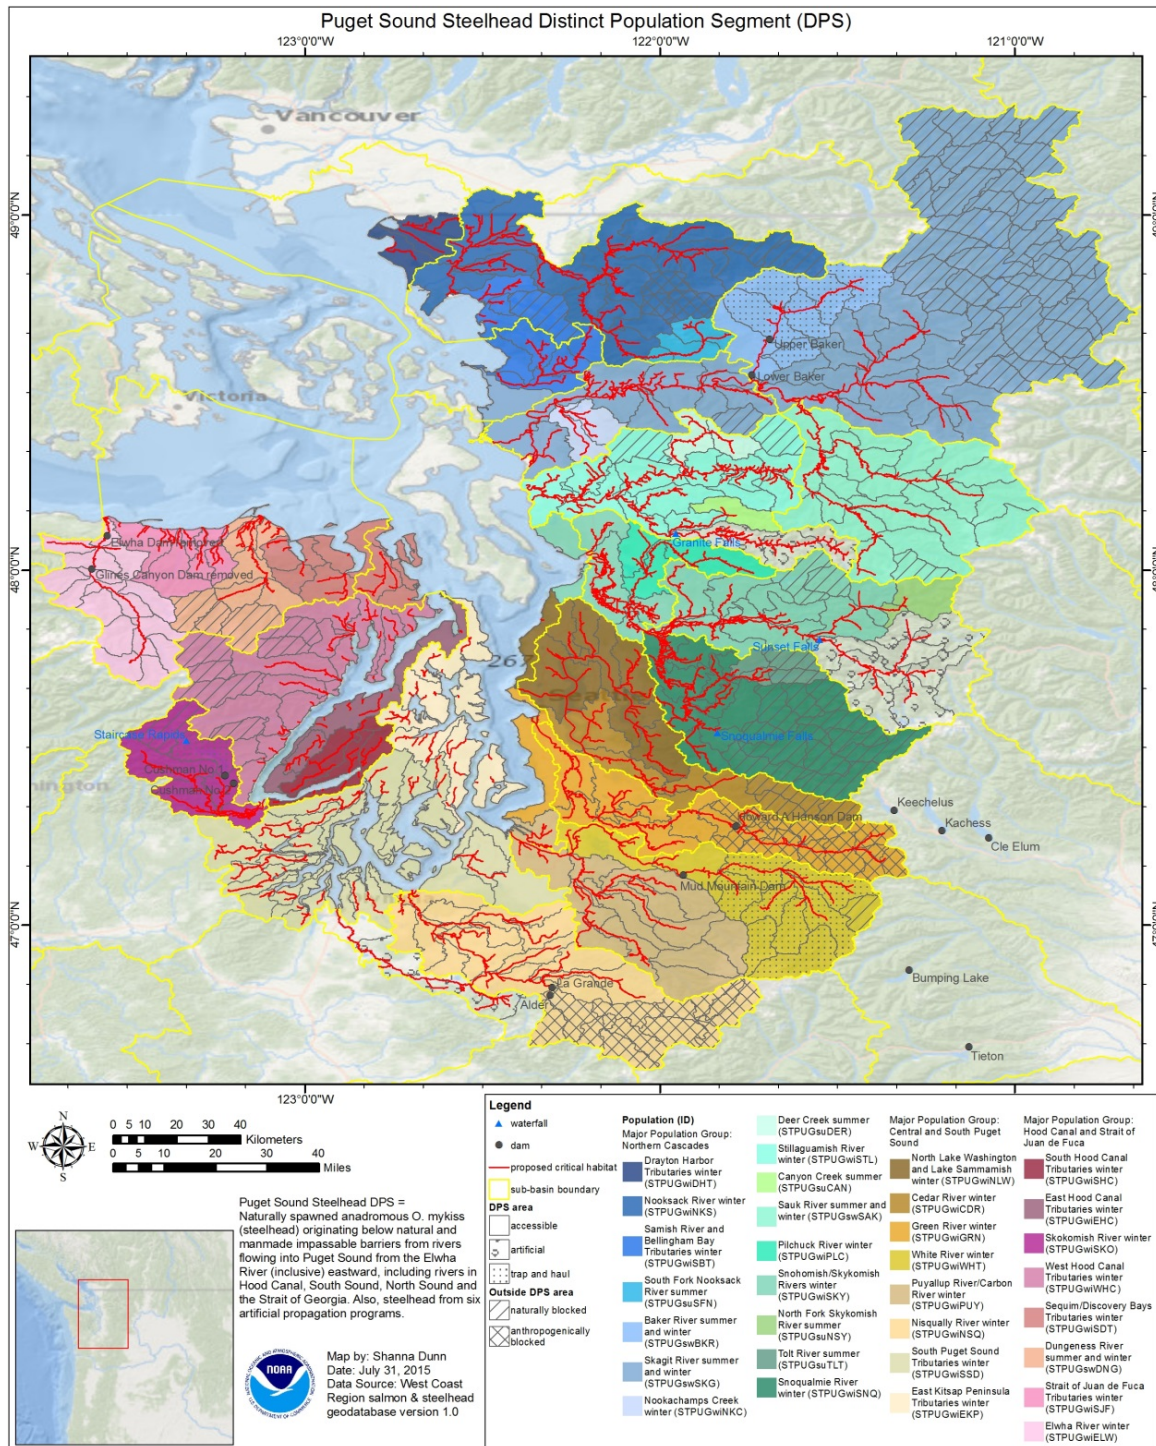 Puget Sound Steelhead Distinct Population Segment (DPS)
123°0'0"W
122°0'0"W
121°0'0"W
Vancouver
49°0'0"N
49°0'0"N
Upper Baker
Lower Baker
Victoria
Elwha Dam removed
Granite Falls
Glines Canyon Dam removed
48°0'0"N
48°0'0"N
Sunset Falls
267
Seattle
Staircase Rapids
Snoqualmie Falls
Cushman No.1
Cushman No.
Keechelus
Howard A Hanson Dam
Kachess
Cle Elum
Mud Mountain Dam
47°0'0"N
47°0'0"N
Bumping Lake
La Grande
Alder
Tieton
123°0'0"W
122°0'0"W
121°0'0"W
N
W
E
S
0 5 10 20 30 40
Kilometers
0 5 10 20 30 40
Miles
Puget Sound Steelhead DPS =
Naturally spawned anadromous O. mykiss
(steelhead) originating below natural and
manmade impassable barriers from rivers
flowing into Puget Sound from the Elwha
River (inclusive) eastward, including rivers in
Hood Canal, South Sound, North Sound and
the Strait of Georgia. Also, steelhead from six
artificial propagation programs.
NOAA
Map by: Shanna Dunn
Date: July 31, 2015
Data Source: West Coast
Region salmon & steelhead
geodatabase version 1.0
Legend
waterfall
dam
proposed critical habitat
sub-basin boundary
DPS area
accessible
artificial
trap and haul
Outside DPS area
naturally blocked
anthropogenically
blocked
Population (ID)
Major Population Group:
Northern Cascades
Drayton Harbor
Tributaries winter
(STPUGwiDHT)
Nooksack River winter
(STPUGwiNKS)
Samish River and
Bellingham Bay
Tributaries winter
(STPUGwiSBT)
South Fork Nooksack
River summer
(STPUGsuSFN)
Baker River summer
and winter
(STPUGswBKR)
Skagit River summer
and winter
(STPUGswSKG)
Nookachamps Creek
winter (STPUGwiNKC)
Deer Creek summer
(STPUGsuDER)
Stillaguamish River
winter (STPUGwiSTL)
Canyon Creek summer
(STPUGsuCAN)
Sauk River summer and
winter (STPUGswSAK)
Pilchuck River winter
(STPUGwiPLC)
Snohomish/Skykomish
Rivers winter
(STPUGwiSKY)
North Fork Skykomish
River summer
(STPUGsuNSY)
Tolt River summer
(STPUGsuTLT)
Snoqualmie River
winter (STPUGwiSNQ)
Major Population Group:
Central and South Puget
Sound
North Lake Washington
and Lake Sammamish
winter (STPUGwiNLW)
Cedar River winter
(STPUGwiCDR)
Green River winter
(STPUGwiGRN)
White River winter
(STPUGwiWHT)
Puyallup River/Carbon
River winter
(STPUGwiPUY)
Nisqually River winter
(STPUGwiNSQ)
South Puget Sound
Tributaries winter
(STPUGwiSSD)
East Kitsap Peninsula
Tributaries winter
(STPUGwiEKP)
Major Population Group:
Hood Canal and Strait of
Juan de Fuca
South Hood Canal
Tributaries winter
(STPUGwiSHC)
East Hood Canal
Tributaries winter
(STPUGwiEHC)
Skokomish River winter
(STPUGwiSKO)
West Hood Canal
Tributaries winter
(STPUGwiWHC)
Sequim/Discovery Bays
Tributaries winter
(STPUGwiSDT)
Dungeness River
summer and winter
(STPUGswDNG)
Strait of Juan de Fuca
Tributaries winter
(STPUGwiSJF)
Elwha River winter
(STPUGwiELW)